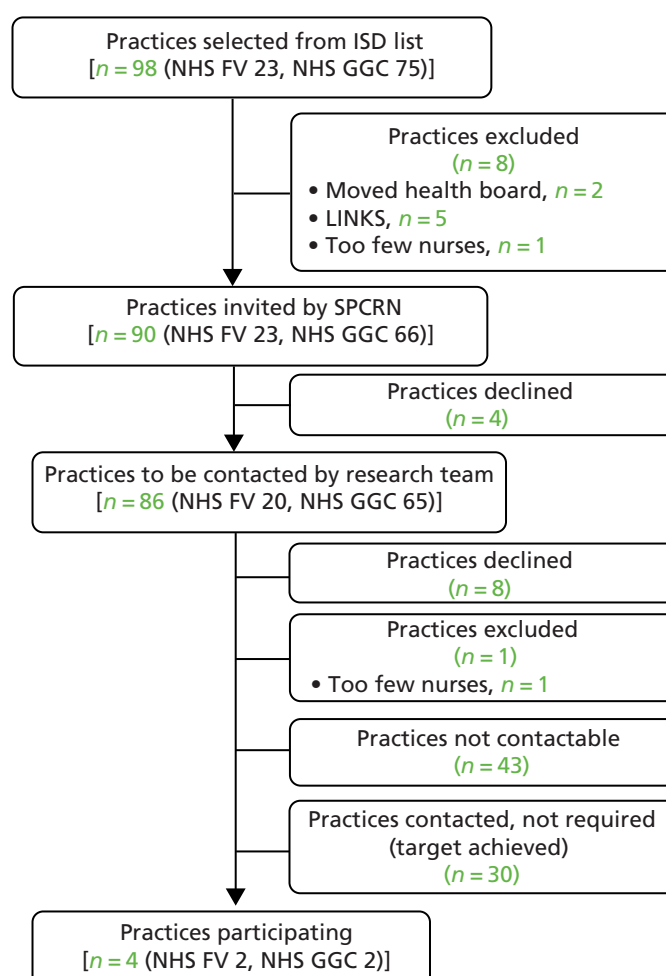 Practices selected from ISD list
[n = 98 (NHS FV 23, NHS GGC 75)]
Practices excluded
(n = 8)
• Moved health board, n = 2
• LINKS, n = 5
• Too few nurses, n = 1
Practices invited by SPCRN
[n = 90 (NHS FV 23, NHS GGC 66)]
Practices declined
(n = 4)
Practices to be contacted by research team
[n = 86 (NHS FV 20, NHS GGC 65)]
Practices declined
(n = 8)
Practices excluded
(n = 1)
• Too few nurses, n = 1
Practices not contactable
(n = 43)
Practices contacted, not required
(target achieved)
(n = 30)
Practices participating
[n = 4 (NHS FV 2, NHS GGC 2)]